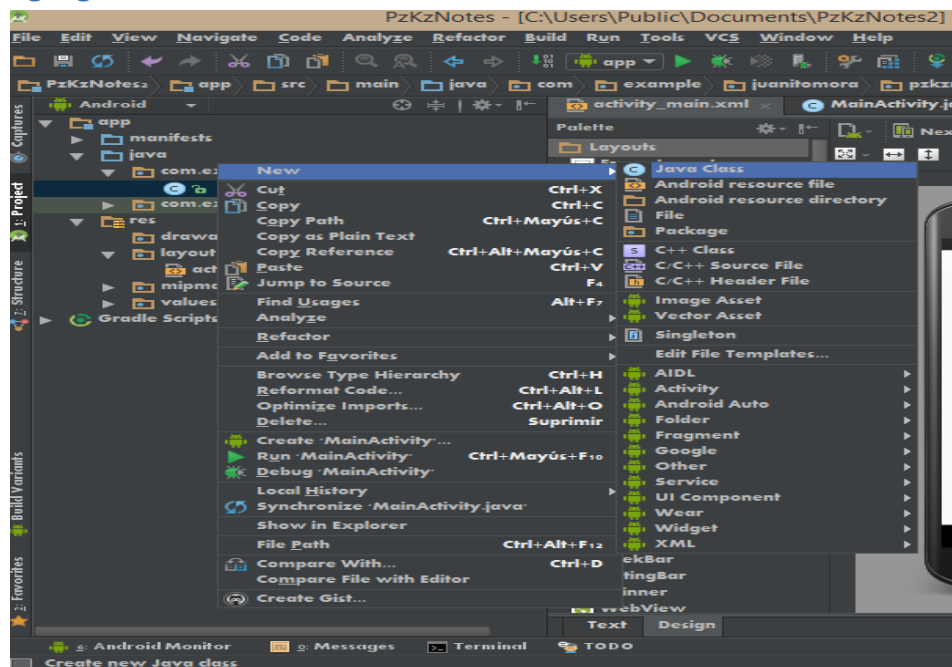 PzKzNotes - [C:\Users\Public\Documents\PzKzNotes2]
File Edit View Navigate Code Analyze Refactor Build Run Tools VCS Window Help
app
PzKzNotes2 app src main java com example juanitomora pzkz
Android
activity_main.xml MainActivity.j
Captures
1: Project
Z: Structure
Build Variants
2: Favorites
app
manifests
java
com.e
com.e
res
drawa
layout
act
mipm
values
Gradle Scripts
New
Cut Ctrl+X
Copy Ctrl+C
Copy Path Ctrl+Mayús+C
Copy as Plain Text
Copy Reference Ctrl+Alt+Mayús+C
Paste Ctrl+V
Jump to Source F4
Find Usages Alt+F7
Analyze
Refactor
Add to Favorites
Browse Type Hierarchy Ctrl+H
Reformat Code... Ctrl+Alt+L
Optimize Imports... Ctrl+Alt+O
Delete... Suprimir
Create 'MainActivity'...
Run 'MainActivity' Ctrl+Mayús+F10
Debug 'MainActivity'
Local History
Synchronize 'MainActivity.java'
Show in Explorer
File Path Ctrl+Alt+F12
Compare With... Ctrl+D
Compare File with Editor
Create Gist...
Palette
Nex
Layouts
Java Class
Android resource file
Android resource directory
File
Package
C++ Class
C/C++ Source File
C/C++ Header File
Image Asset
Vector Asset
Singleton
Edit File Templates...
AIDL
Activity
Android Auto
Folder
Fragment
Google
Other
Service
UI Component
Wear
Widget
XML
ekBar
tingBar
inner
WebView
Text Design
6: Android Monitor 0: Messages Terminal TODO
Create new Java class